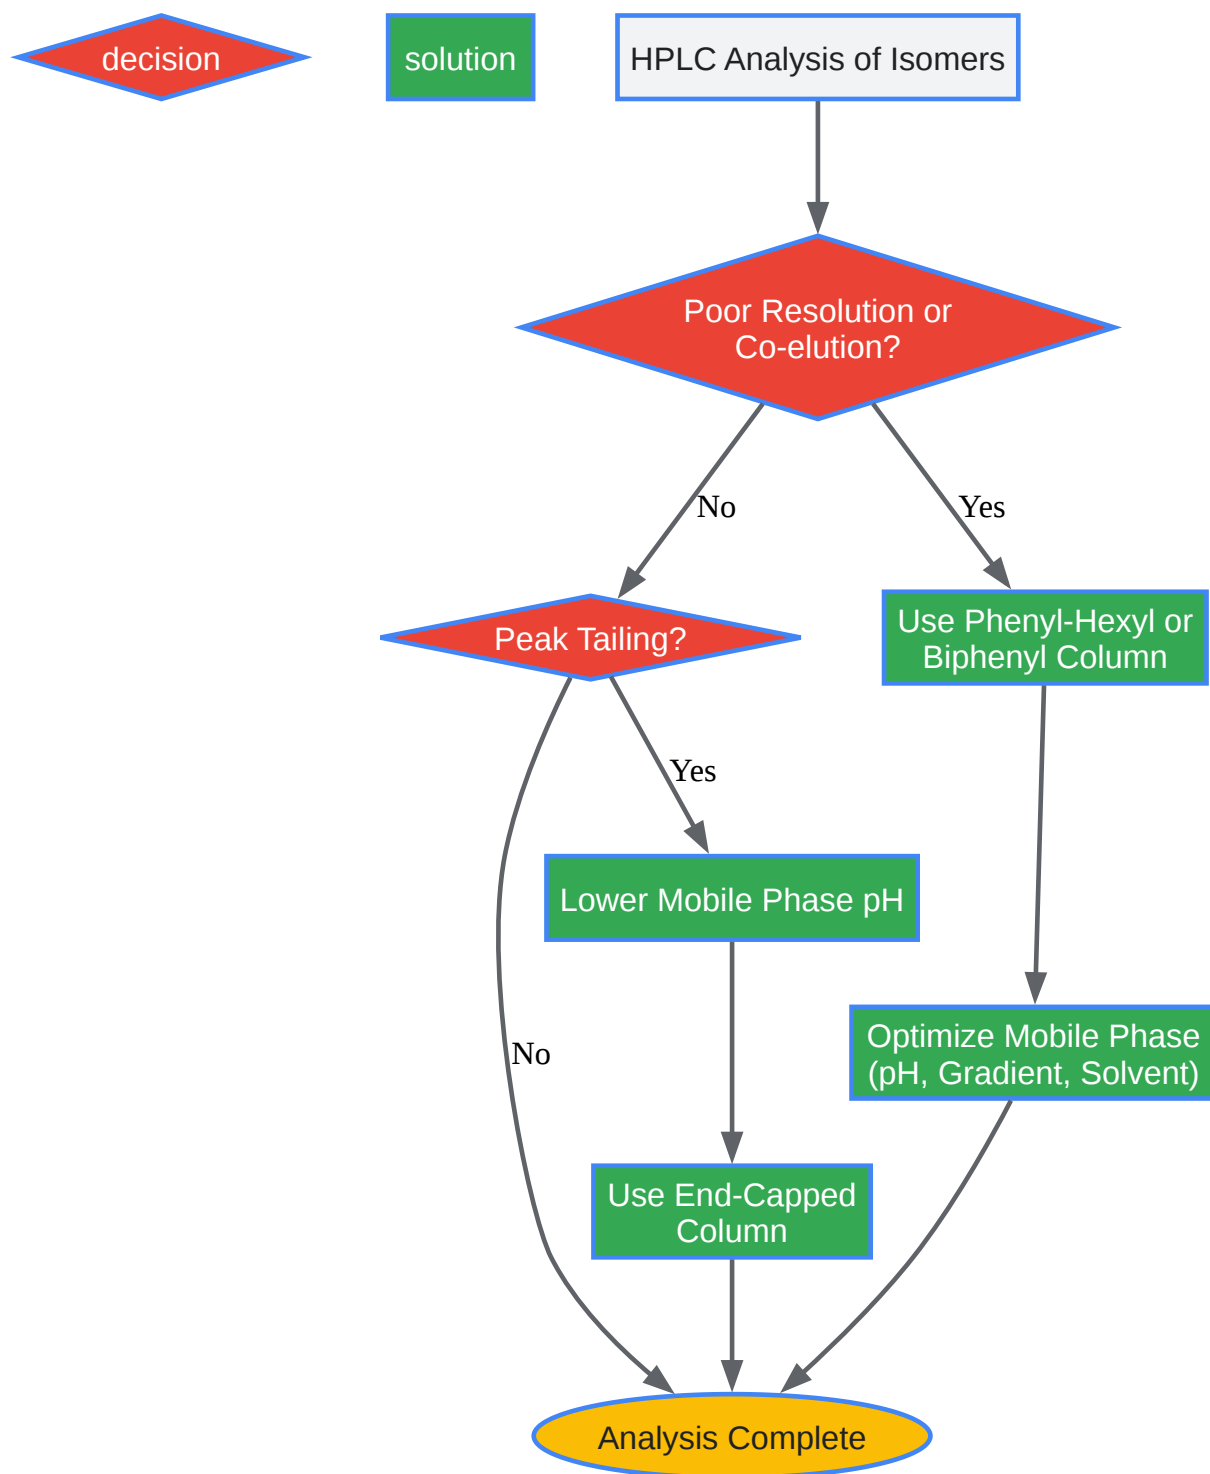 decision
solution
HPLC Analysis of Isomers
Poor Resolution or
Co-elution?
No
Yes
Peak Tailing?
Use Phenyl-Hexyl or
Biphenyl Column
Yes
Lower Mobile Phase pH
No
Optimize Mobile Phase
(pH, Gradient, Solvent)
Use End-Capped
Column
Analysis Complete